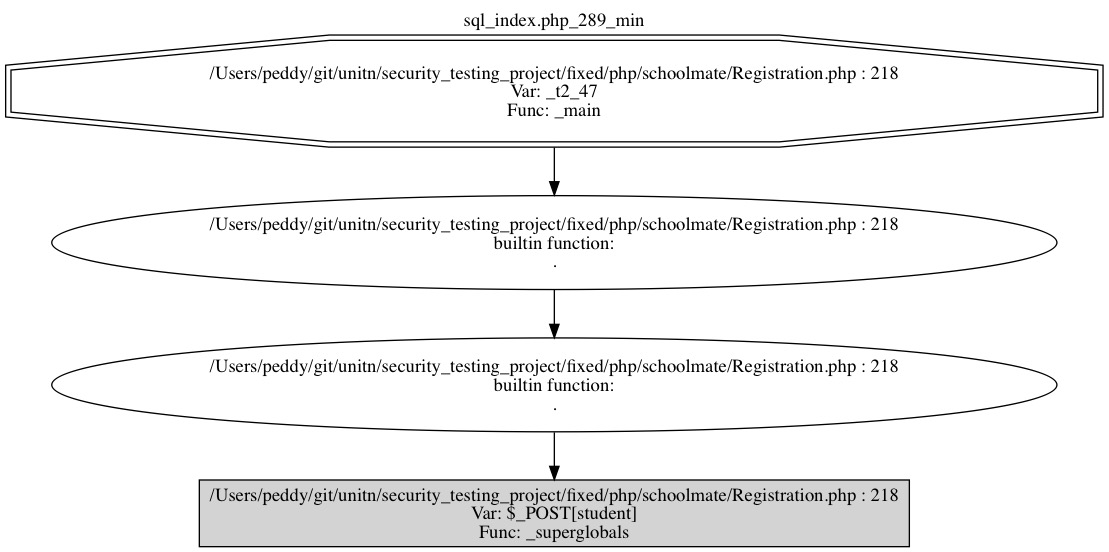 sql_index.php_289_min
/Users/peddy/git/unitn/security_testing_project/fixed/php/schoolmate/Registration.php : 218
Var: _t2_47
Func: _main
/Users/peddy/git/unitn/security_testing_project/fixed/php/schoolmate/Registration.php : 218
builtin function:
.
/Users/peddy/git/unitn/security_testing_project/fixed/php/schoolmate/Registration.php : 218
builtin function:
.
/Users/peddy/git/unitn/security_testing_project/fixed/php/schoolmate/Registration.php : 218
Var: $_POST[student]
Func: _superglobals